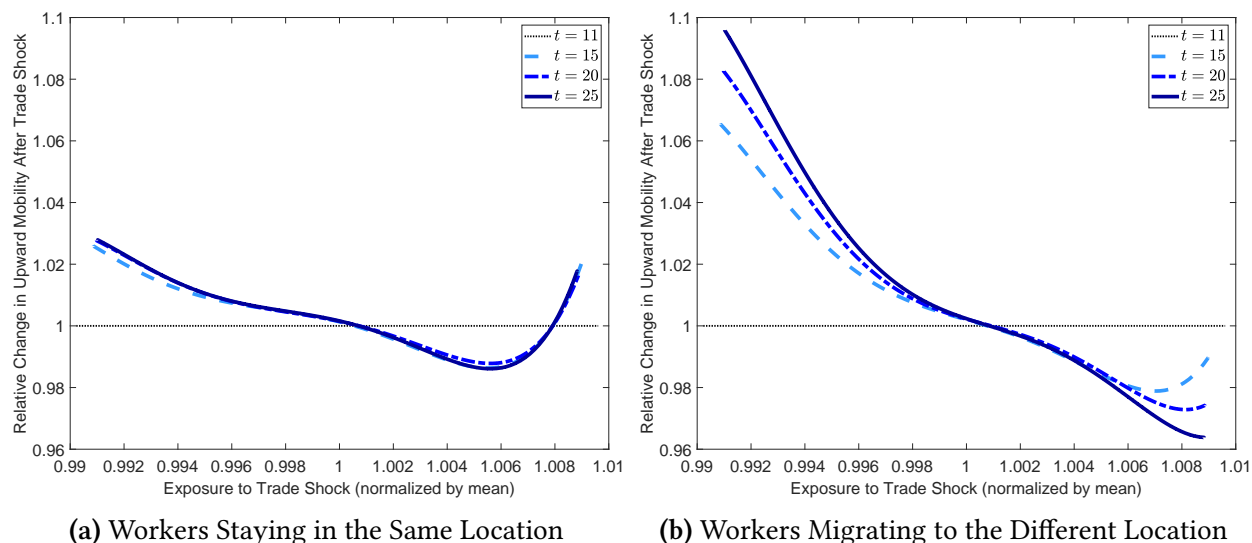 Relative Change in Upward Mobility After Trade Shock
1.1
1.08
1.06
1.04
1.02
1
0.98
0.96
t = 11
t = 15
t = 20
t = 25
0.99 0.992 0.994 0.996 0.998 1 1.002 1.004 1.006 1.008 1.01
Exposure to Trade Shock (normalized by mean)
(a) Workers Staying in the Same Location
Relative Change in Upward Mobility After Trade Shock
1.1
1.08
1.06
1.04
1.02
1
0.98
0.96
t = 11
t = 15
t = 20
t = 25
0.99 0.992 0.994 0.996 0.998 1 1.002 1.004 1.006 1.008 1.01
Exposure to Trade Shock (normalized by mean)
(b) Workers Migrating to the Different Location